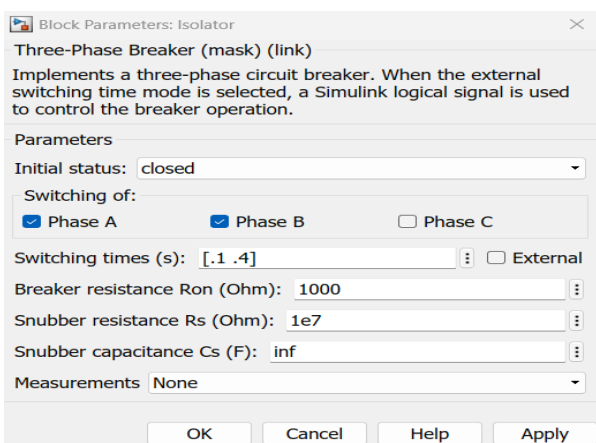 Block Parameters: Isolator
Three-Phase Breaker (mask) (link)
Implements a three-phase circuit breaker. When the external
switching time mode is selected, a Simulink logical signal is used
to control the breaker operation.
Parameters
Initial status: closed
Switching of:
Phase A Phase B Phase C
Switching times (s): [.1 .4] External
Breaker resistance Ron (Ohm): 1000
Snubber resistance Rs (Ohm): 1e7
Snubber capacitance Cs (F): inf
Measurements None
OK Cancel Help Apply